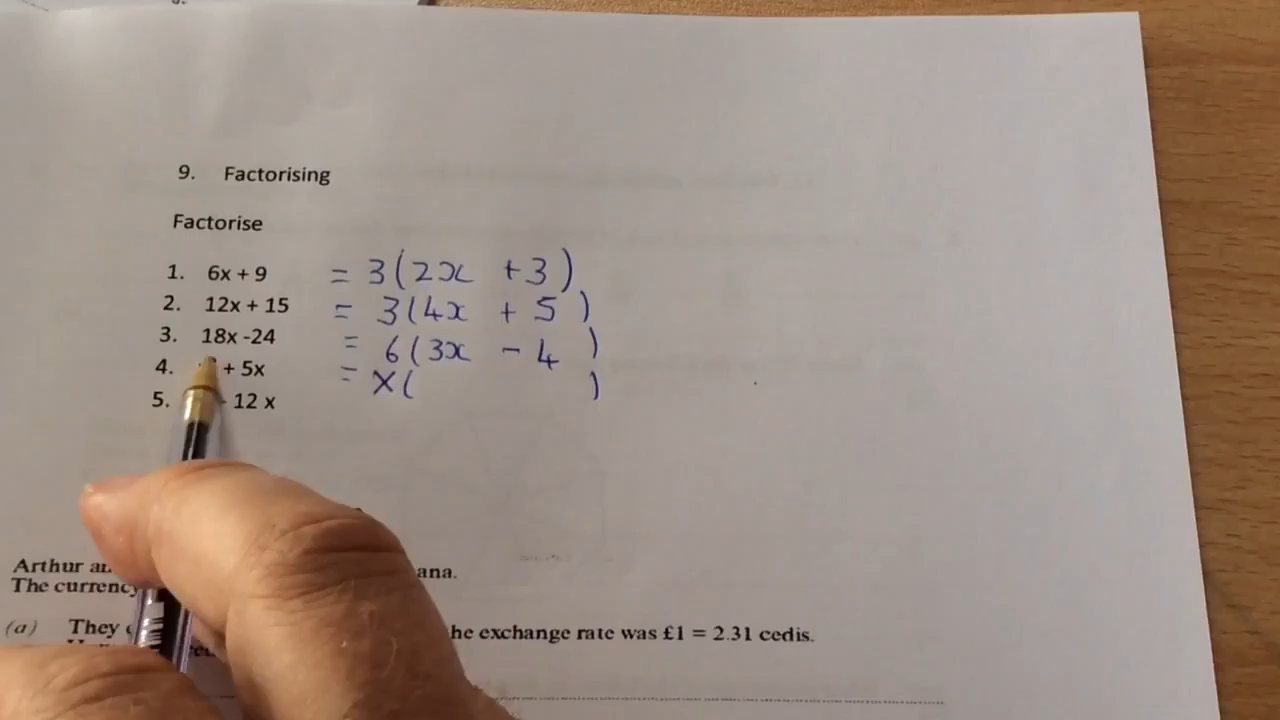 9. Factorising
Factorise
1. 6x + 9 = 3(2x + 3)
2. 12x + 15 = 3(4x + 5)
3. 18x -24 = 6(3x - 4)
4. + 5x = x( )
5. - 12 x
Arthur ana.
The currency
(a) They he exchange rate was £1 = 2.31 cedis.